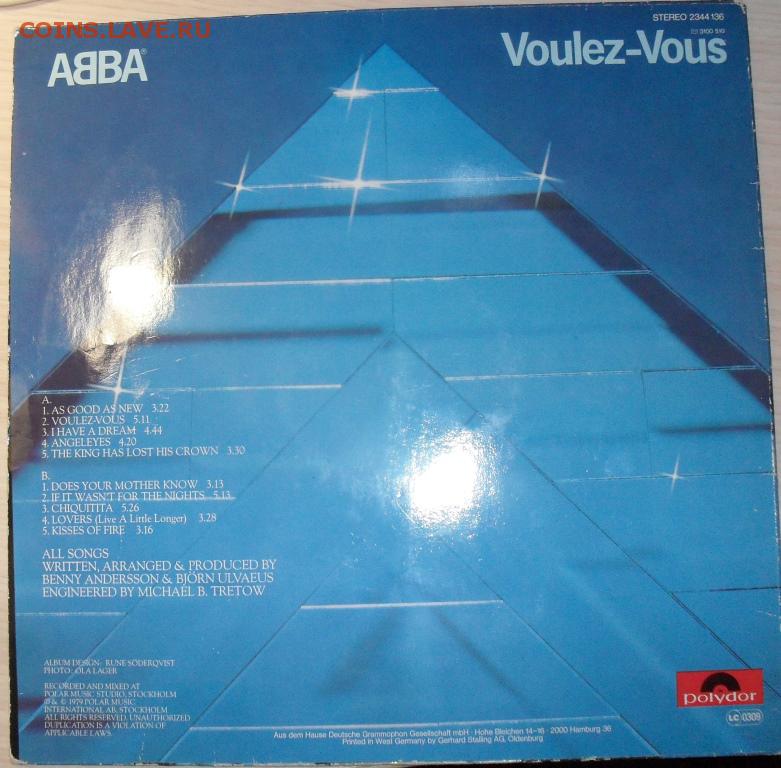 COINS.LAVE.RU
STEREO 2344 136
3100 510
ABBA®
Voulez-Vous
A.
1. AS GOOD AS NEW 3.22
2. VOULEZ-VOUS 5.11
3. I HAVE A DREAM 4.44
4. ANGELEYES 4.20
5. THE KING HAS LOST HIS CROWN 3.30
B.
1. DOES YOUR MOTHER KNOW 3.13
2. IF IT WASN'T FOR THE NIGHTS 5.13
3. CHIQUITITA 5.26
4. LOVERS (Live A Little Longer) 3.28
5. KISSES OF FIRE 3.16
ALL SONGS
WRITTEN, ARRANGED & PRODUCED BY
BENNY ANDERSSON & BJÖRN ULVAEUS
ENGINEERED BY MICHAEL B. TRETOW
ALBUM DESIGN: RUNE SÖDERQVIST
PHOTO: OLA LAGER
RECORDED AND MIXED AT
POLAR MUSIC STUDIO, STOCKHOLM
℗ & © 1979 POLAR MUSIC
INTERNATIONAL AB, STOCKHOLM
ALL RIGHTS RESERVED. UNAUTHORIZED
DUPLICATION IS A VIOLATION OF
APPLICABLE LAWS.
polydor
LC 0309
Aus dem Hause Deutsche Grammophon Gesellschaft mbH · Hohe Bleichen 14-16 · 2000 Hamburg 36
Printed in West Germany by Gerhard Stalling AG, Oldenburg